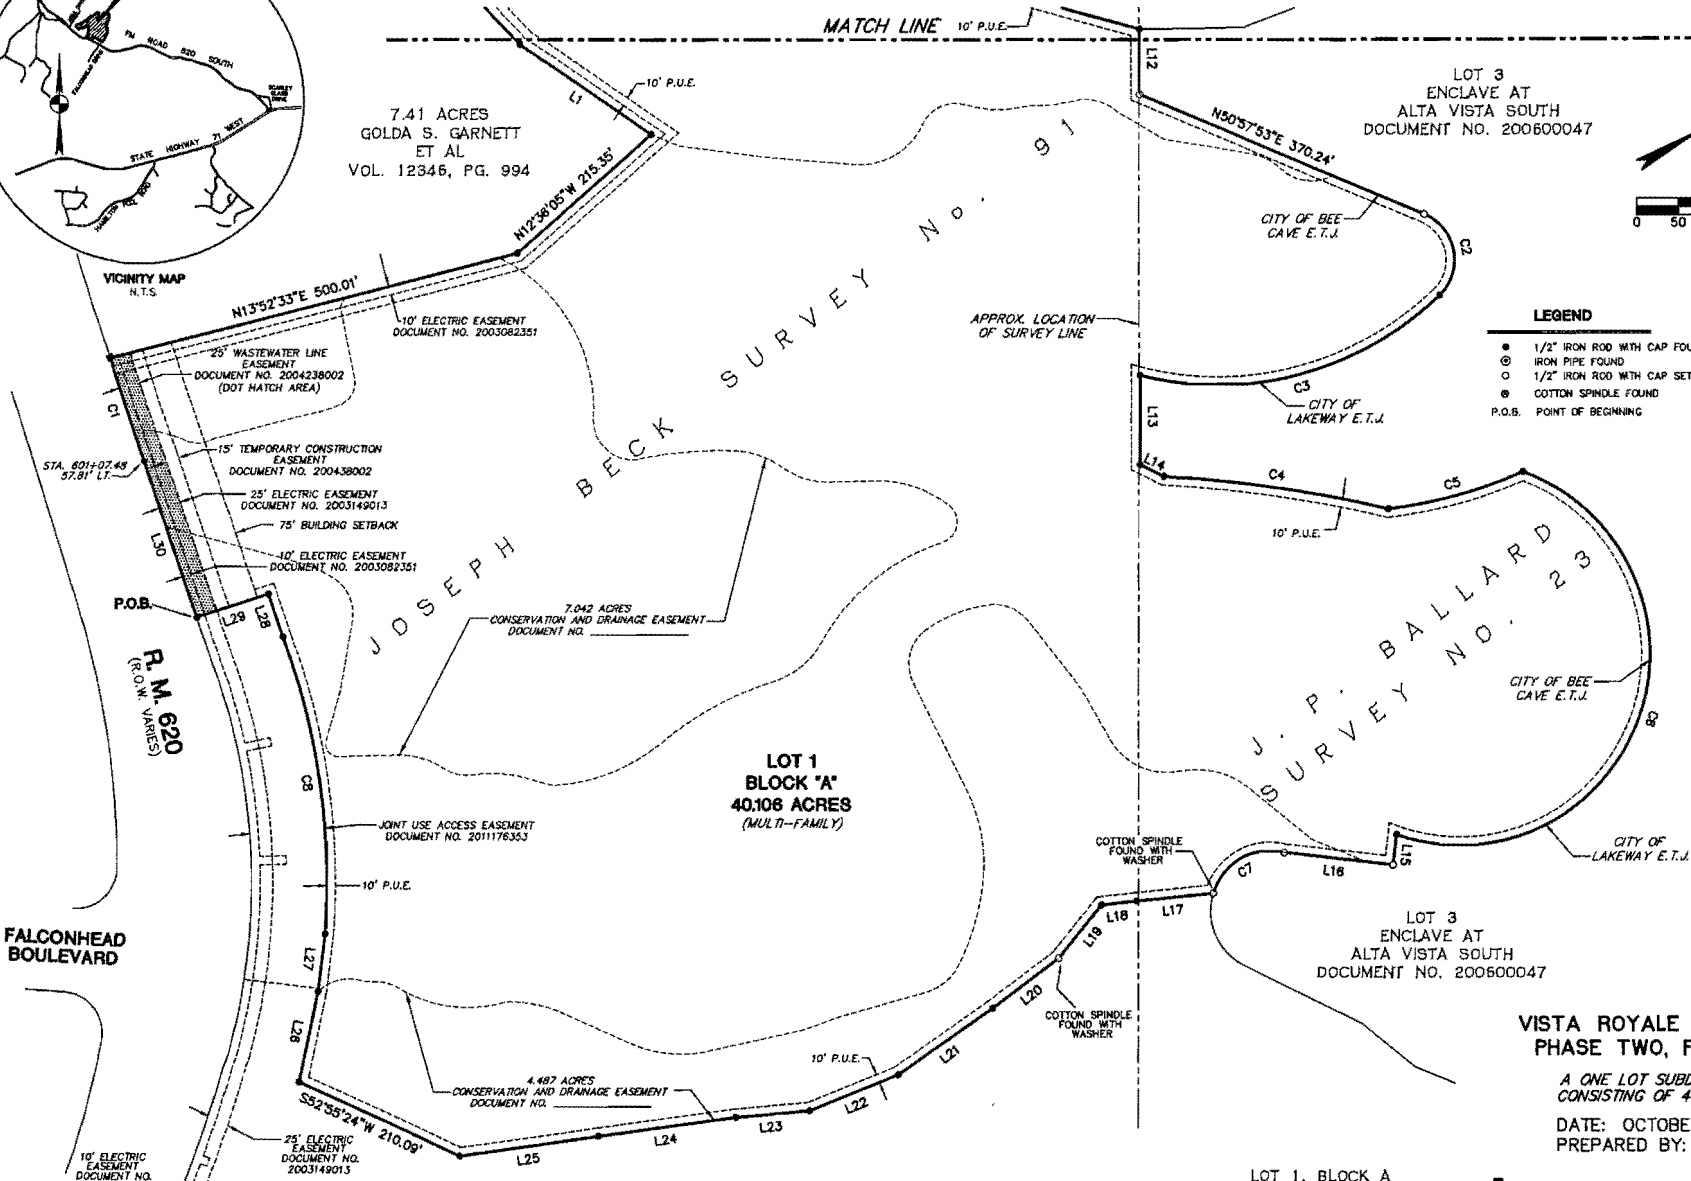 MATCH LINE
10' P.U.E.
FM ROAD 620 SOUTH
STATE HIGHWAY 71 WEST
HAMILTON POOL ROAD
VICINITY MAP
N.T.S.
7.41 ACRES
GOLDA S. GARNETT
ET AL
VOL. 12346, PG. 994
L1
10' P.U.E.
N12°36'05"W 215.35'
N13°52'33"E 500.01'
10' ELECTRIC EASEMENT
DOCUMENT NO. 2003082351
L12
N50°57'53"E 370.24'
LOT 3
ENCLAVE AT
ALTA VISTA SOUTH
DOCUMENT NO. 200600047
0 50
CITY OF BEE
CAVE E.T.J.
C2
APPROX. LOCATION
OF SURVEY LINE
C3
CITY OF
LAKEWAY E.T.J.
LEGEND
1/2" IRON ROD WITH CAP FOU
IRON PIPE FOUND
1/2" IRON ROD WITH CAP SET
COTTON SPINDLE FOUND
P.O.B. POINT OF BEGINNING
JOSEPH BECK SURVEY No. 91
25' WASTEWATER LINE
EASEMENT
DOCUMENT NO. 2004238002
(DOT HATCH AREA)
C1
STA. 601+07.45
57.81' LT.
15' TEMPORARY CONSTRUCTION
EASEMENT
DOCUMENT NO. 200438002
25' ELECTRIC EASEMENT
DOCUMENT NO. 2003149013
75' BUILDING SETBACK
L30
10' ELECTRIC EASEMENT
DOCUMENT NO. 2003082351
P.O.B.
L29
L28
R. M. 620
(R.O.W. VARIES)
L13
L14
C4
C5
10' P.U.E.
J. P. BALLARD
SURVEY NO. 23
CITY OF BEE
CAVE E.T.J.
C6
7.042 ACRES
CONSERVATION AND DRAINAGE EASEMENT
DOCUMENT NO.
LOT 1
BLOCK "A"
40.106 ACRES
(MULTI-FAMILY)
C8
JOINT USE ACCESS EASEMENT
DOCUMENT NO. 2011176353
10' P.U.E.
COTTON SPINDLE
FOUND WITH
WASHER
C7
L16
L15
CITY OF
LAKEWAY E.T.J.
L18
L17
L19
L20
COTTON SPINDLE
FOUND WITH
WASHER
LOT 3
ENCLAVE AT
ALTA VISTA SOUTH
DOCUMENT NO. 200600047
FALCONHEAD
BOULEVARD
L27
L26
4.487 ACRES
CONSERVATION AND DRAINAGE EASEMENT
DOCUMENT NO.
10' P.U.E.
L21
L22
L23
L24
L25
S52°55'24"W 210.09'
25' ELECTRIC
EASEMENT
DOCUMENT NO.
2003149013
10' ELECTRIC
EASEMENT
DOCUMENT NO.
VISTA ROYALE
PHASE TWO, F
A ONE LOT SUBD
CONSISTING OF 4
DATE: OCTOBE
PREPARED BY:
LOT 1, BLOCK A